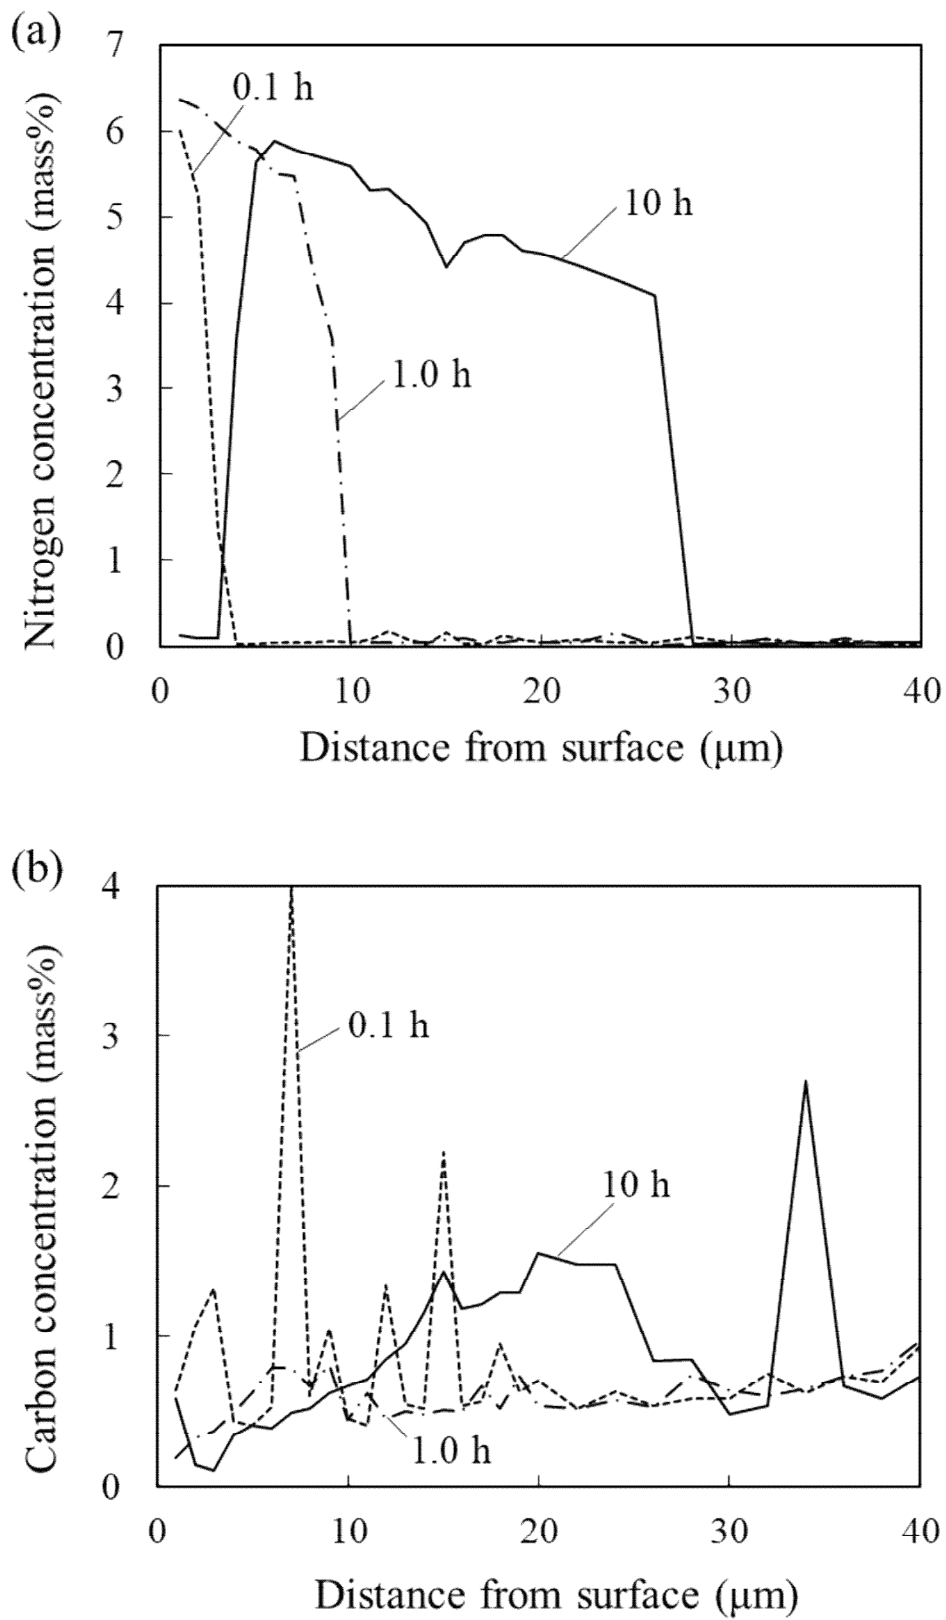 (a)
7
6
5
4
3
2
1
0
Nitrogen concentration (mass%)
0.1 h
10 h
1.0 h
0 10 20 30 40
Distance from surface (μm)
(b)
4
3
2
1
0
Carbon concentration (mass%)
0.1 h
10 h
1.0 h
0 10 20 30 40
Distance from surface (μm)